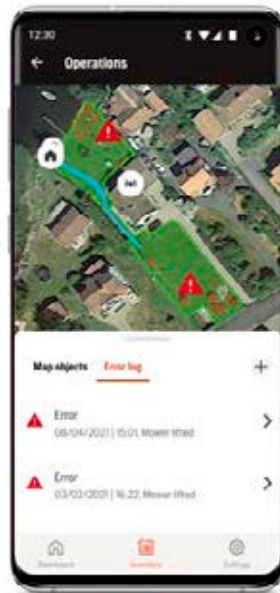 12:30
Operations
Map objects
Error log
Error
08/04/2021 | 15:01, Mower lifted
Error
03/03/2021 | 16:22, Mower lifted
Dashboard
Inventory
Settings